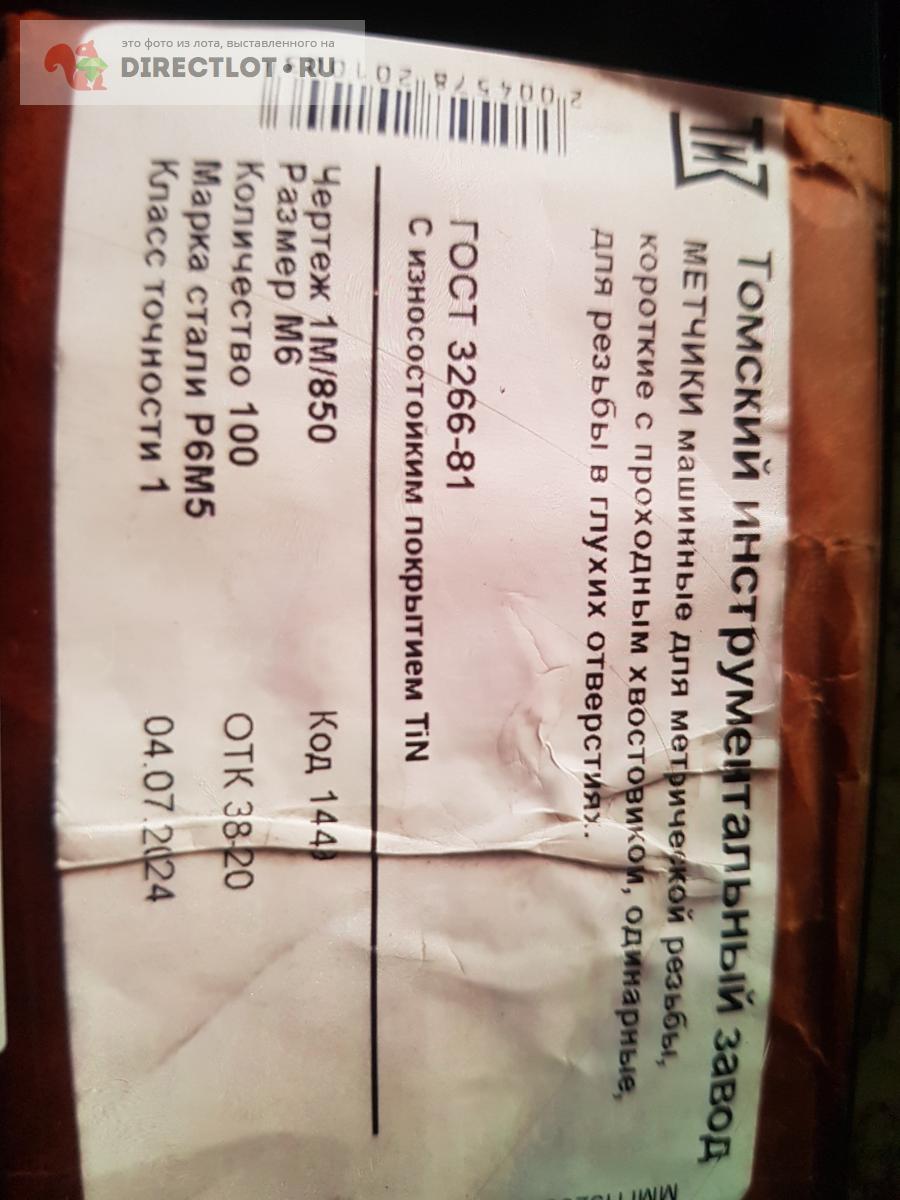 это фото из лота, выставленного на
DIRECTLOT.RU
ТИЗ
Томский инструментальный завод
МЕТЧИКИ машинные для метрической резьбы,
короткие с проходным хвостовиком, одинарные,
для резьбы в глухих отверстиях.
ГОСТ 3266-81
С износостойким покрытием TiN
Чертеж 1М/850
Код
Размер М6
Количество 100
ОТК 38-20
Марка стали Р6М5
Класс точности 1
04.07.2024